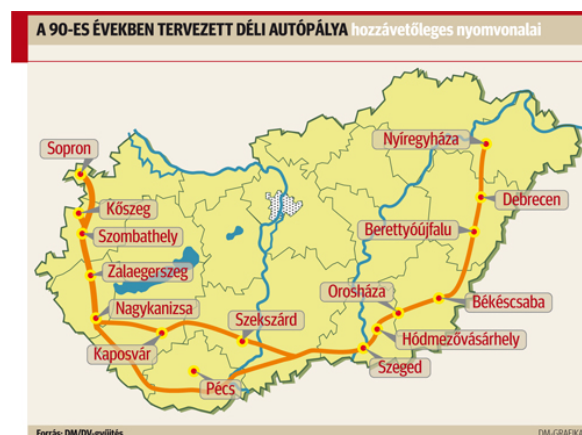 A 90-ES ÉVEKBEN TERVEZETT DÉLI AUTÓPÁLYA hozzávetőleges nyomvonalai
Nyíregyháza
Sopron
Debrecen
Kőszeg
Szombathely
Berettyóújfalu
Zalaegerszeg
Orosháza
Békéscsaba
Nagykanizsa
Szekszárd
Hódmezővásárhely
Kaposvár
Szeged
Pécs
Forrás: DM/DV-gyűjtés
DM-GRAFIKA